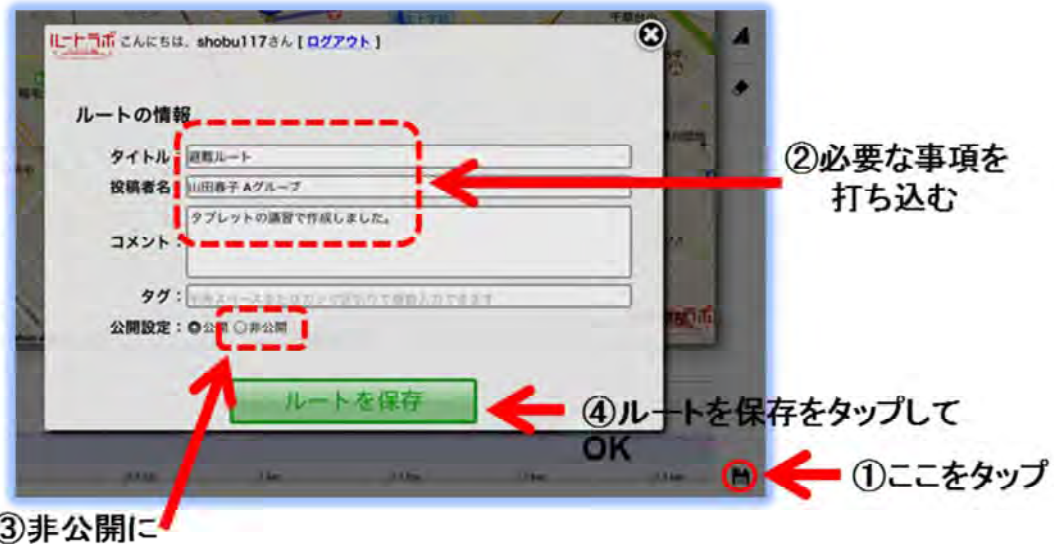 ルートラボ こんにちは、shobu117さん [ ログアウト ]
ルートの情報
タイトル：避難ルート
投稿者名：山田春子 Aグループ
コメント：タブレットの講習で作成しました。
タグ：
公開設定：公開 非公開
ルートを保存
②必要な事項を
打ち込む
④ルートを保存をタップして
OK
①ここをタップ
③非公開に